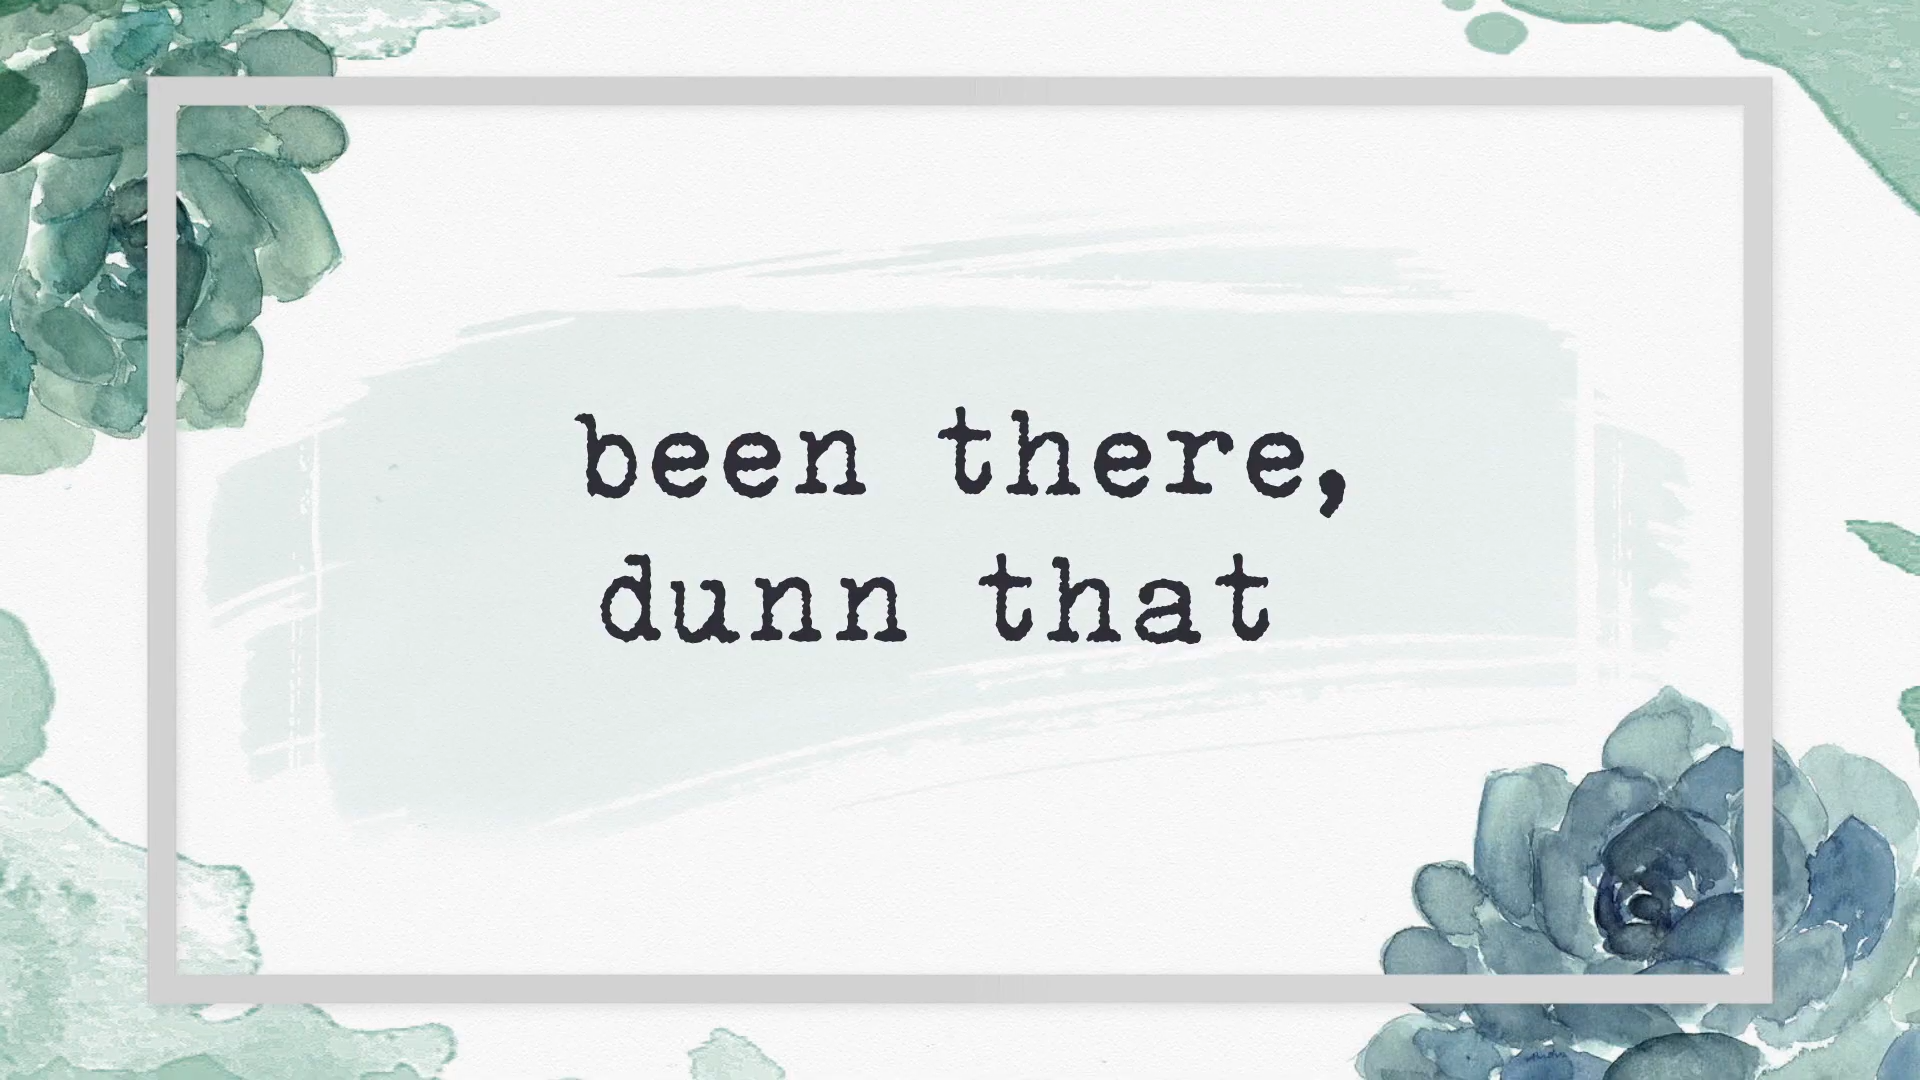 been there,
dunn that